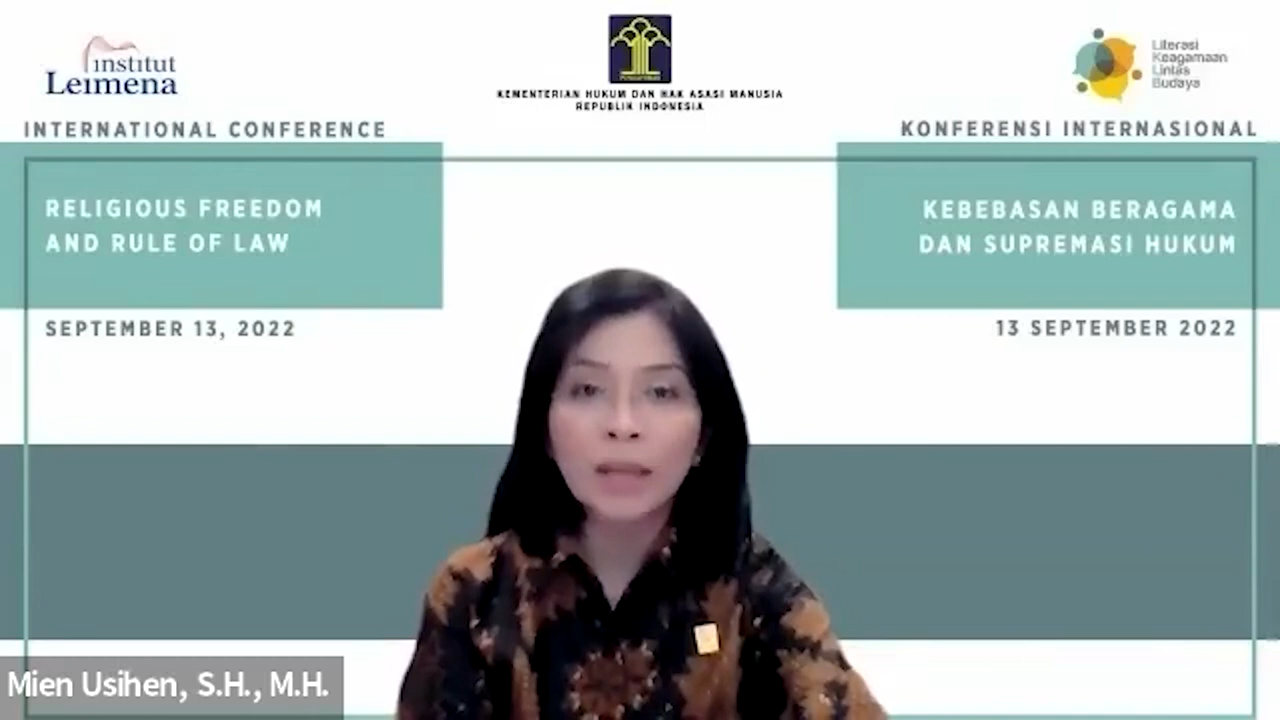 institut
Leimena
KEMENTERIAN HUKUM DAN HAK ASASI MANUSIA
REPUBLIK INDONESIA
Literasi
Keagamaan
Lintas
Budaya
INTERNATIONAL CONFERENCE
KONFERENSI INTERNASIONAL
RELIGIOUS FREEDOM
AND RULE OF LAW
KEBEBASAN BERAGAMA
DAN SUPREMASI HUKUM
SEPTEMBER 13, 2022
13 SEPTEMBER 2022
Mien Usihen, S.H., M.H.